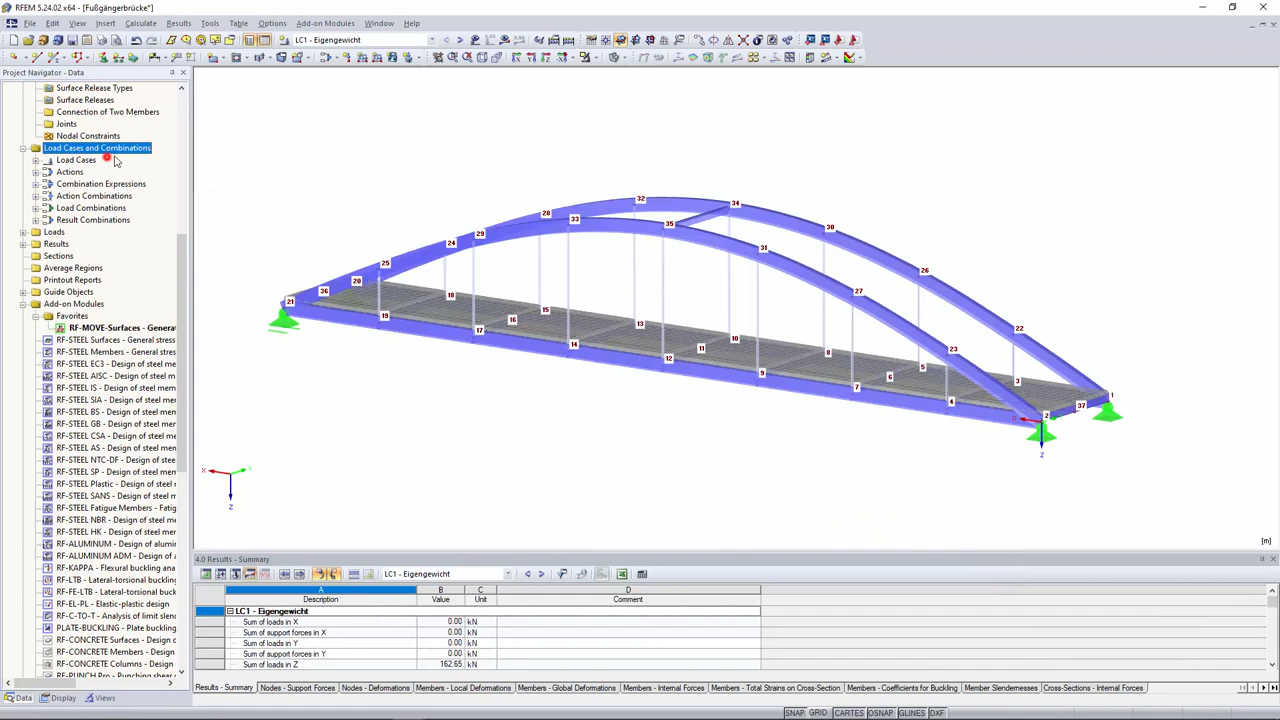 RFEM 5.24.02 x64 - [Fußgängerbrücke*]
File Edit View Insert Calculate Results Tools Table Options Add-on Modules Window Help
LC1 - Eigengewicht
Project Navigator - Data
Surface Release Types
Surface Releases
Connection of Two Members
Joints
Nodal Constraints
Load Cases and Combinations
Load Cases
Actions
Combination Expressions
Action Combinations
Load Combinations
Result Combinations
Loads
Results
Sections
Average Regions
Printout Reports
Guide Objects
Add-on Modules
Favorites
RF-MOVE-Surfaces - Genera
RF-STEEL Surfaces - General stress
RF-STEEL Members - General stress
RF-STEEL EC3 - Design of steel mem
RF-STEEL AISC - Design of steel me
RF-STEEL IS - Design of steel mem
RF-STEEL SIA - Design of steel mem
RF-STEEL BS - Design of steel mem
RF-STEEL GB - Design of steel mem
RF-STEEL CSA - Design of steel me
RF-STEEL AS - Design of steel mem
RF-STEEL NTC-DF - Design of steel
RF-STEEL SP - Design of steel mem
RF-STEEL Plastic - Design of steel m
RF-STEEL SANS - Design of steel m
RF-STEEL Fatigue Members - Fatig
RF-STEEL NBR - Design of steel me
RF-STEEL HK - Design of steel mem
RF-ALUMINUM - Design of alumin
RF-ALUMINUM ADM - Design of a
RF-KAPPA - Flexural buckling ana
RF-LTB - Lateral-torsional buckling
RF-FE-LTB - Lateral-torsional buckl
RF-EL-PL - Elastic-plastic design
RF-C-TO-T - Analysis of limit slend
PLATE-BUCKLING - Plate buckling
RF-CONCRETE Surfaces - Design o
RF-CONCRETE Members - Design
RF-CONCRETE Columns - Design
RF-PUNCH Pro - Punching shear
Data Display Views
32 34
28 33 35 30
24 29 31
25 26
20 27
36 18 22
21 15 23
19 16 13
17 11 10 8 5 3
14 12 9 6 1
7 4 37
2
X Z
X Y
Z
[m]
4.0 Results - Summary
LC1 - Eigengewicht
A B C D
Description Value Unit Comment
LC1 - Eigengewicht
Sum of loads in X 0.00 kN
Sum of support forces in X 0.00 kN
Sum of loads in Y 0.00 kN
Sum of support forces in Y 0.00 kN
Sum of loads in Z 162.65 kN
Results - Summary Nodes - Support Forces Nodes - Deformations Members - Local Deformations Members - Global Deformations Members - Internal Forces Members - Total Strains on Cross-Section Members - Coefficients for Buckling Member Slendernesses Cross-Sections - Internal Forces
SNAP GRID CARTES OSNAP GLINES DXF